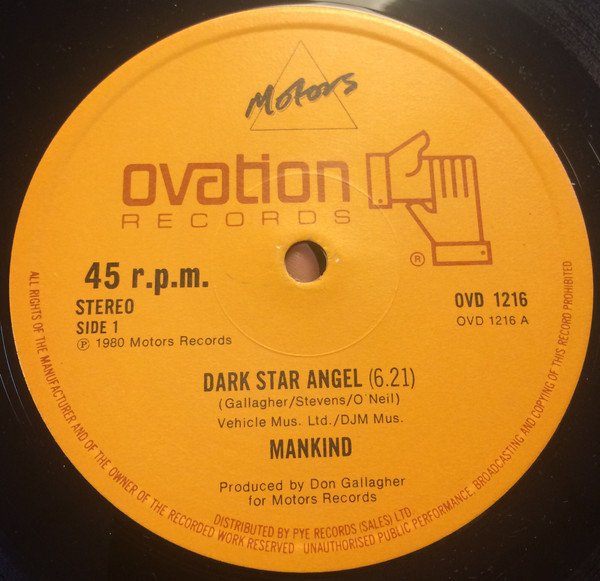 Motors
ovation
RECORDS
®
45 r.p.m.
STEREO
SIDE 1
℗ 1980 Motors Records
OVD 1216
OVD 1216 A
DARK STAR ANGEL (6.21)
(Gallagher/Stevens/O'Neil)
Vehicle Mus. Ltd./DJM Mus.
MANKIND
Produced by Don Gallagher
for Motors Records
DISTRIBUTED BY PYE RECORDS (SALES) LTD.
ALL RIGHTS OF THE MANUFACTURER AND OF THE OWNER OF THE RECORDED WORK RESERVED UNAUTHORISED PUBLIC PERFORMANCE, BROADCASTING AND COPYING OF THIS RECORD PROHIBITED